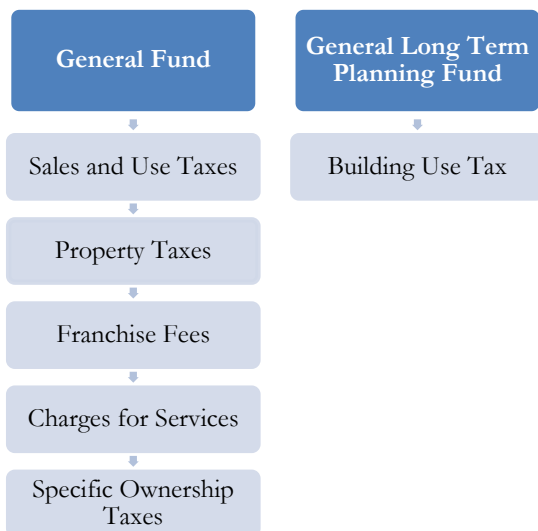 General Fund
Sales and Use Taxes
Property Taxes
Franchise Fees
Charges for Services
Specific Ownership
Taxes
General Long Term
Planning Fund
Building Use Tax